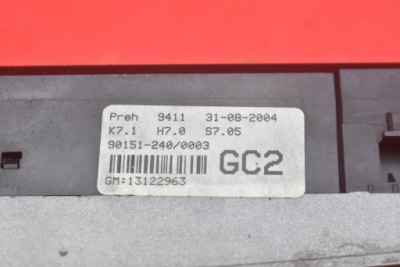 Preh 9411 31-08-2004
K7.1 H7.0 S7.05
90151-240/0003
GC2
GM:13122963